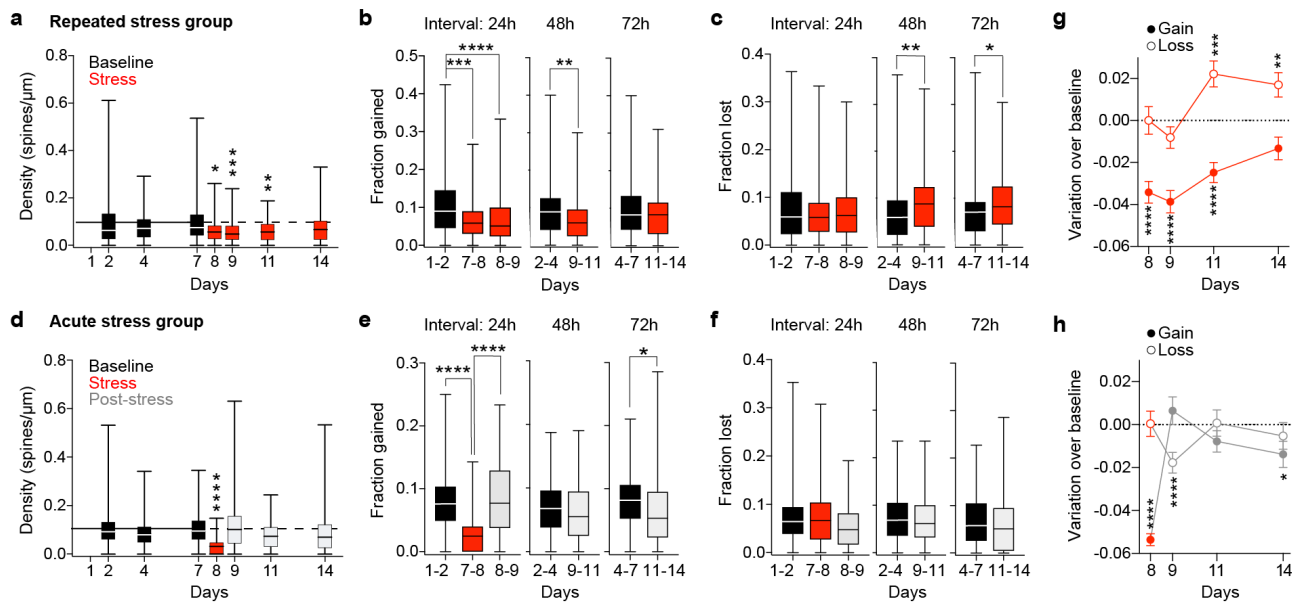 a Repeated stress group
Baseline
Stress
Density (spines/µm)
0.8
0.6
0.4
0.2
0.0
*
***
**
1 2 4 7 8 9 11 14
Days
b Interval: 24h 48h 72h
Fraction gained
0.5
0.4
0.3
0.2
0.1
0.0
****
***
**
1-2 7-8 8-9 2-4 9-11 4-7 11-14
Days
c Interval: 24h 48h 72h
Fraction lost
0.4
0.3
0.2
0.1
0.0
**
*
1-2 7-8 8-9 2-4 9-11 4-7 11-14
Days
g
Gain
Loss
Variation over baseline
0.02
0.00
-0.02
-0.04
-0.06
***
**
****
****
****
8 9 11 14
Days
d Acute stress group
Baseline
Stress
Post-stress
Density (spines/µm)
0.8
0.6
0.4
0.2
0.0
****
1 2 4 7 8 9 11 14
Days
e Interval: 24h 48h 72h
Fraction gained
0.3
0.2
0.1
0.0
****
****
*
1-2 7-8 8-9 2-4 9-11 4-7 11-14
Days
f Interval: 24h 48h 72h
Fraction lost
0.4
0.3
0.2
0.1
0.0
1-2 7-8 8-9 2-4 9-11 4-7 11-14
Days
h
Gain
Loss
Variation over baseline
0.02
0.00
-0.02
-0.04
-0.06
****
****
*
8 9 11 14
Days